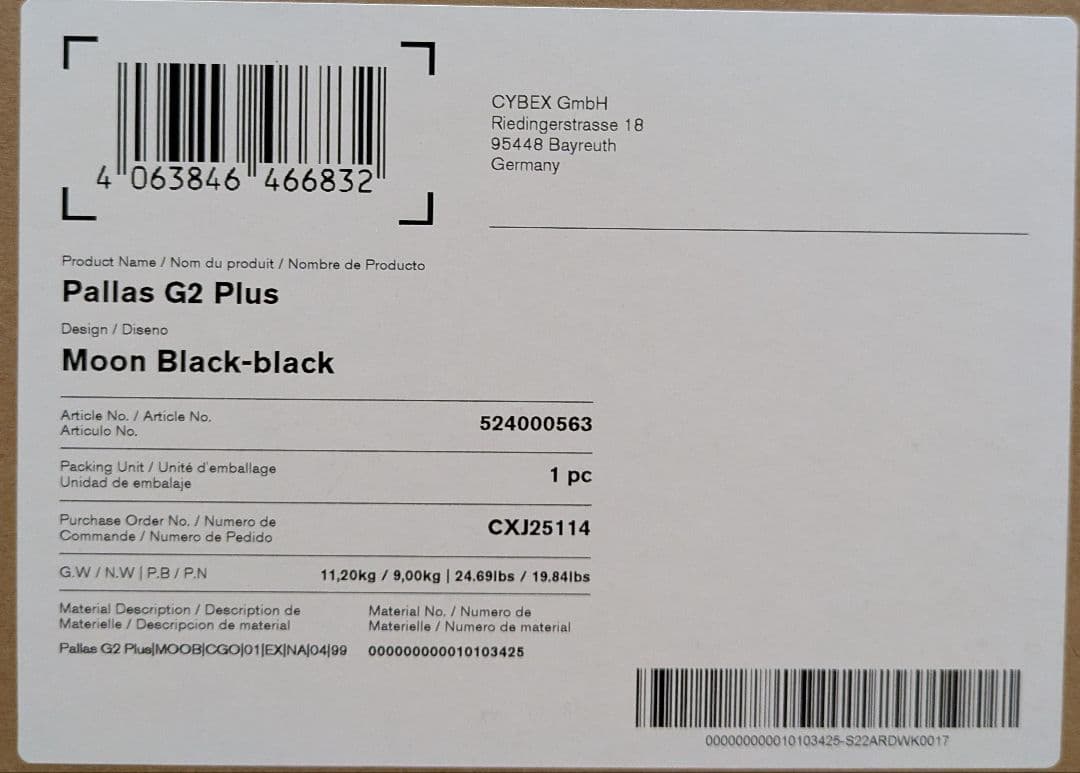 4 063846 466832
CYBEX GmbH
Riedingerstrasse 18
95448 Bayreuth
Germany
Product Name / Nom du produit / Nombre de Producto
Pallas G2 Plus
Design / Diseno
Moon Black-black
Article No. / Article No.
Articulo No.
524000563
Packing Unit / Unité d'emballage
Unidad de embalaje
1 pc
Purchase Order No. / Numero de
Commande / Numero de Pedido
CXJ25114
G.W / N.W | P.B / P.N
11,20kg / 9,00kg | 24.69lbs / 19.84lbs
Material Description / Description de
Materielle / Descripcion de material
Pallas G2 Plus|MOOB|CGO|01|EX|NA|04|99
Material No. / Numero de
Materielle / Numero de material
000000000010103425
000000000010103425-S22ARDWK0017